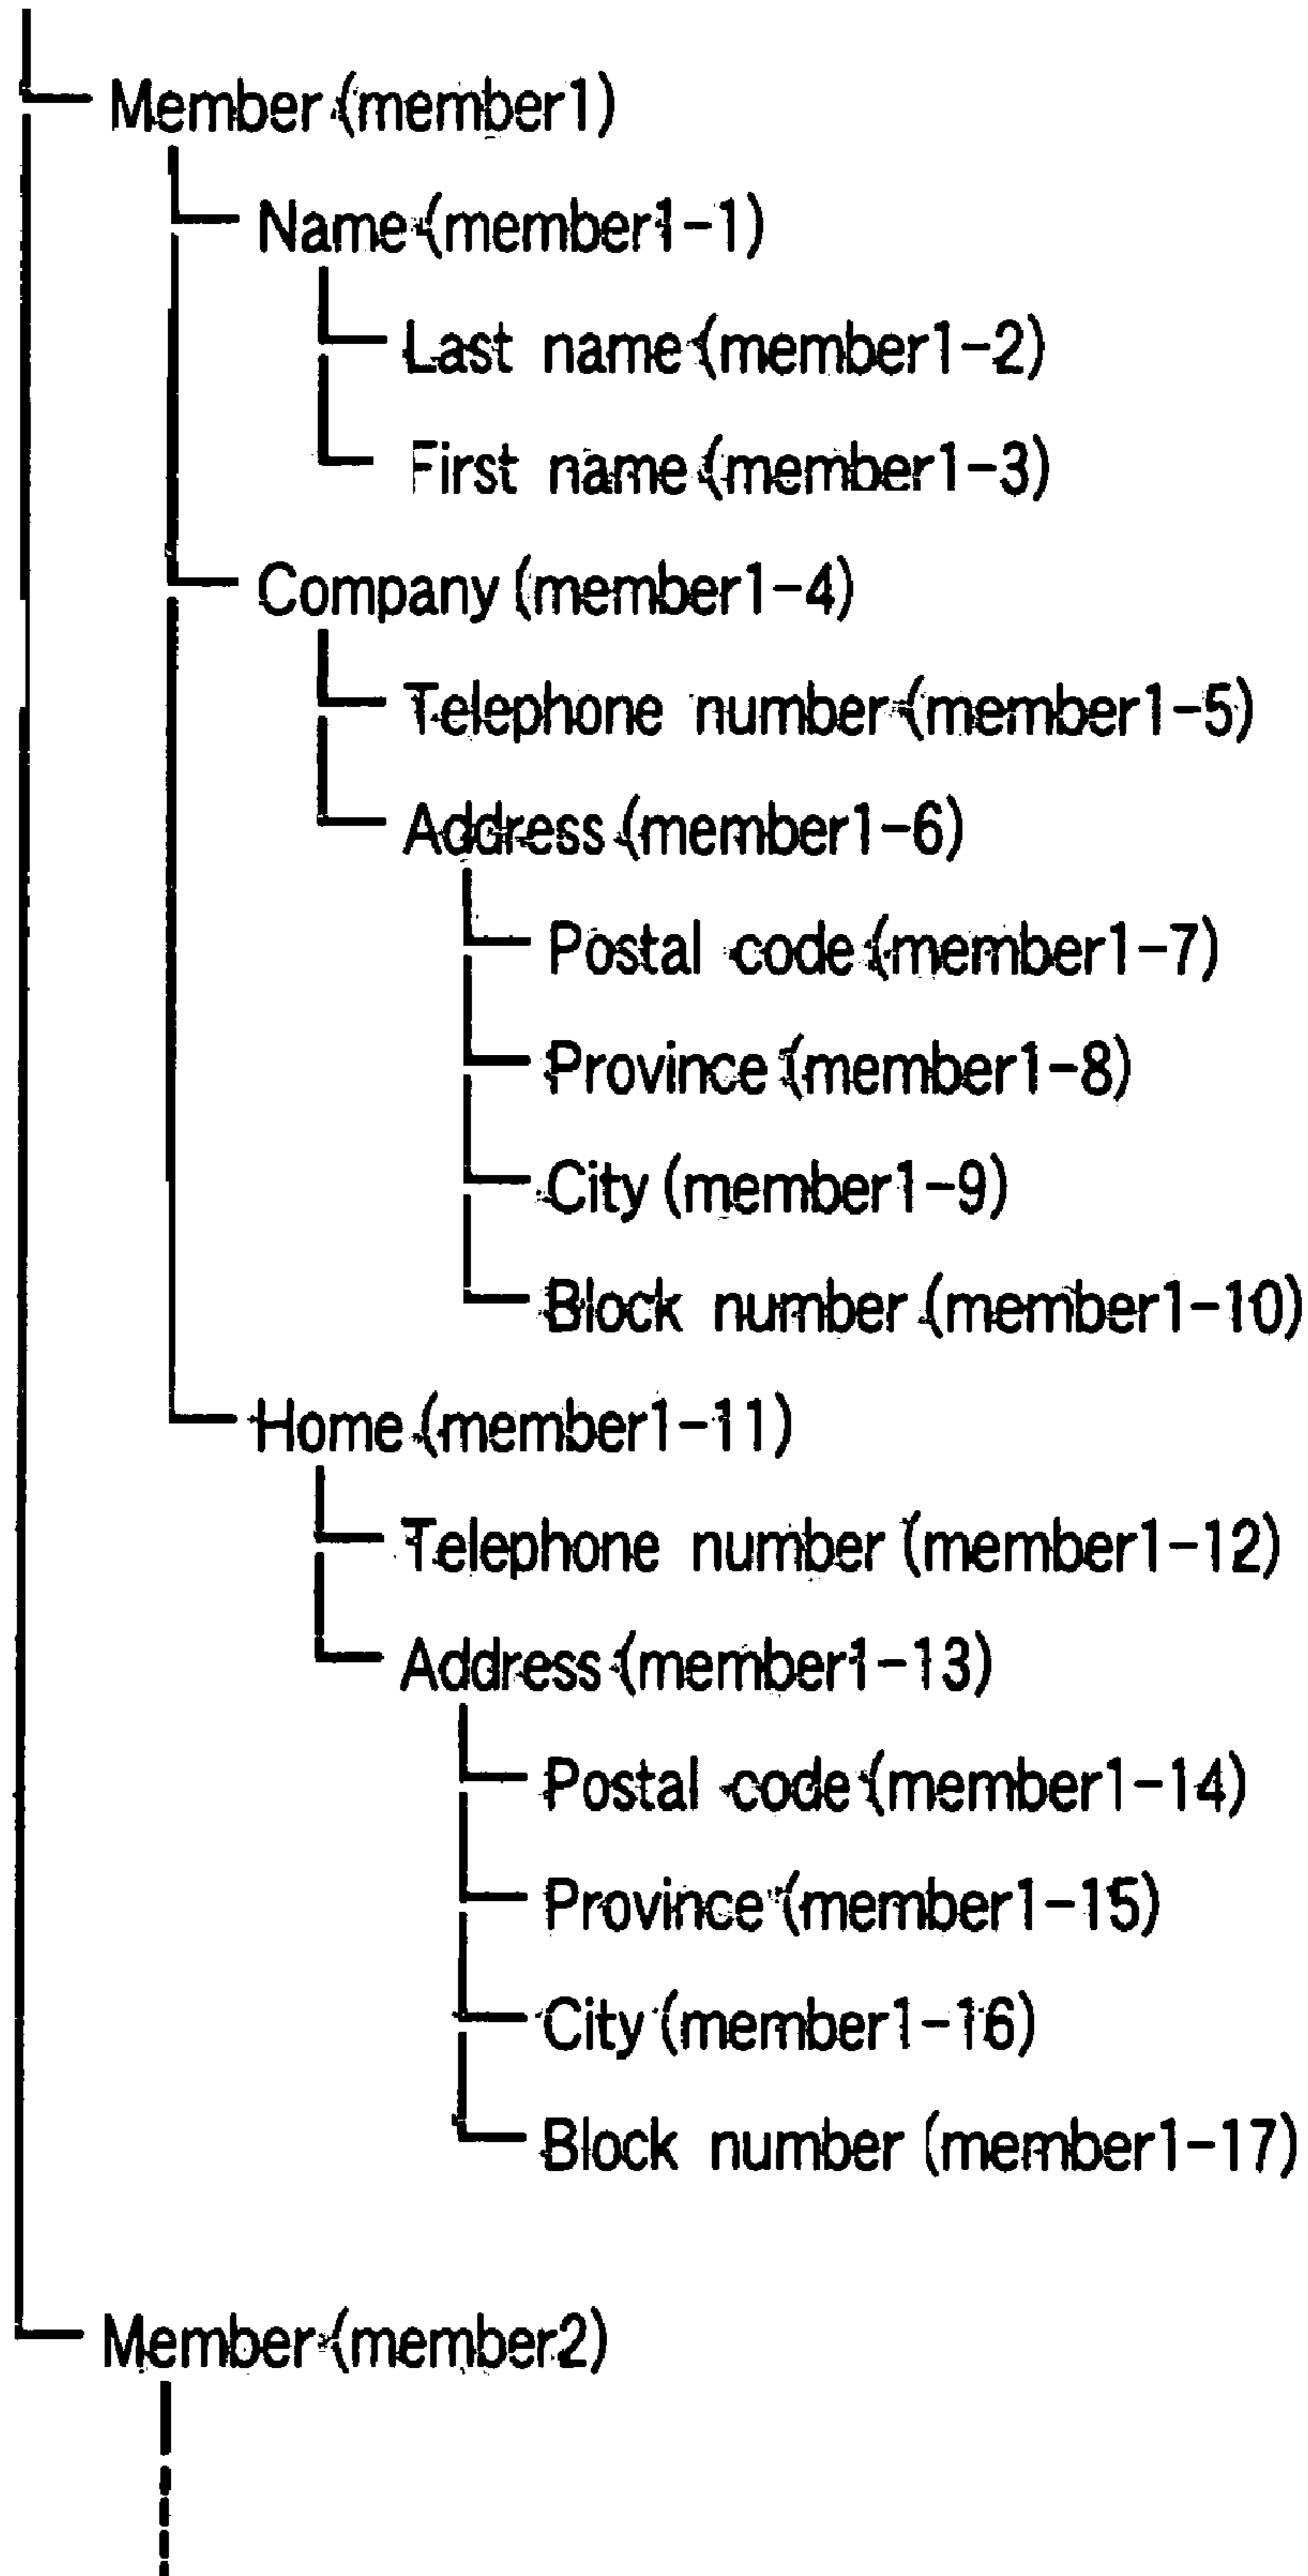 Member (member1)
Name (member1-1)
Last name (member1-2)
First name (member1-3)
Company (member1-4)
Telephone number (member1-5)
Address (member1-6)
Postal code (member1-7)
Province (member1-8)
City (member1-9)
Block number (member1-10)
Home (member1-11)
Telephone number (member1-12)
Address (member1-13)
Postal code (member1-14)
Province (member1-15)
City (member1-16)
Block number (member1-17)
Member (member2)